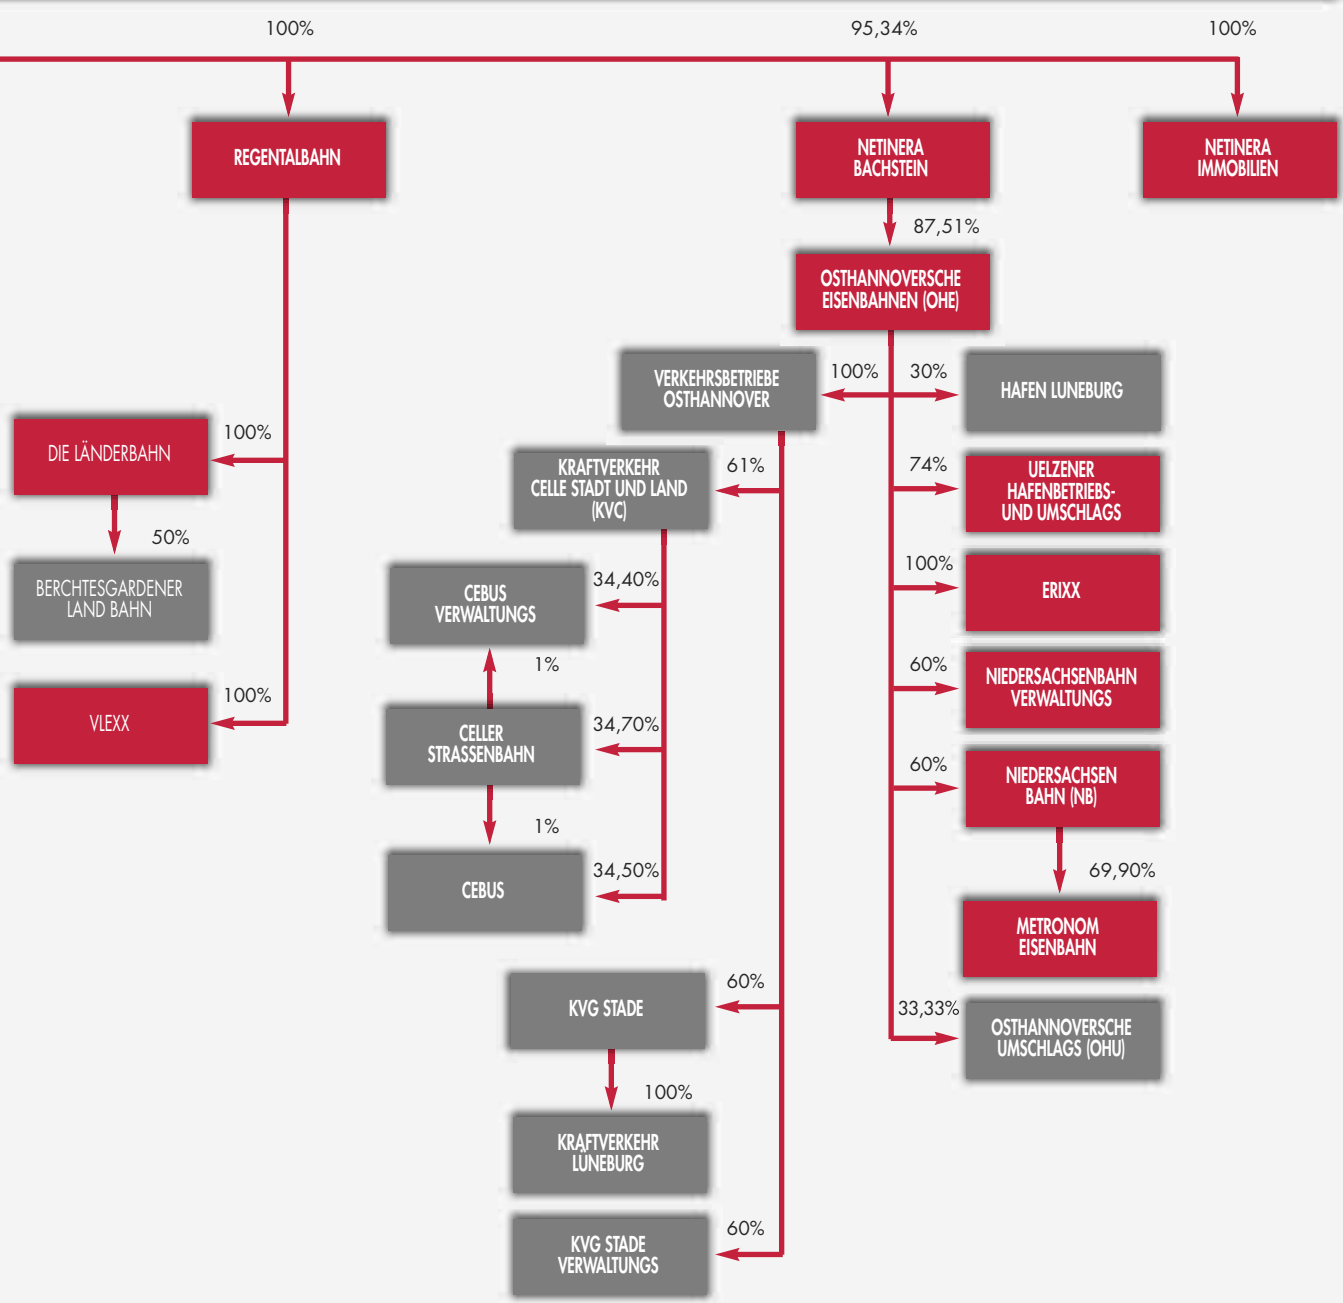 100%
95,34%
100%
REGENTALBAHN
NETINERA
BACHSTEIN
NETINERA
IMMOBILIEN
87,51%
OSTHANNOVERSCHE
EISENBAHNEN (OHE)
VERKEHRSBETRIEBE
OSTHANNOVER
100%
30%
HAFEN LUNEBURG
DIE LÄNDERBAHN
100%
KRAFTVERKEHR
CELLE STADT UND LAND
(KVC)
61%
74%
UELZENER
HAFENBETRIEBS-
UND UMSCHLAGS
50%
BERCHTESGARDENER
LAND BAHN
CEBUS
VERWALTUNGS
34,40%
100%
ERIXX
1%
60%
NIEDERSACHSENBAHN
VERWALTUNGS
VLEXX
100%
CELLER
STRASSENBAHN
34,70%
60%
NIEDERSACHSEN
BAHN (NB)
1%
CEBUS
34,50%
69,90%
METRONOM
EISENBAHN
KVG STADE
60%
33,33%
OSTHANNOVERSCHE
UMSCHLAGS (OHU)
100%
KRAFTVERKEHR
LÜNEBURG
KVG STADE
VERWALTUNGS
60%